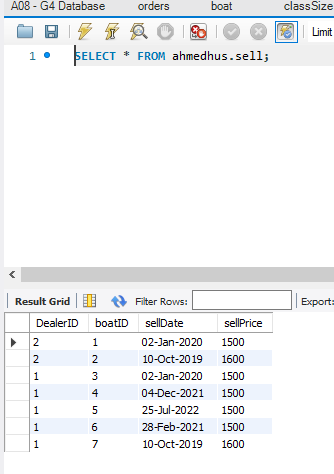 A08 - G4 Database orders boat classSize
Limit
1 SELECT * FROM ahmedhus.sell;
Result Grid Filter Rows: Export:
DealerID boatID sellDate sellPrice
2 1 02-Jan-2020 1500
2 2 10-Oct-2019 1600
1 3 02-Jan-2020 1500
1 4 04-Dec-2021 1500
1 5 25-Jul-2022 1500
1 6 28-Feb-2021 1500
1 7 10-Oct-2019 1600